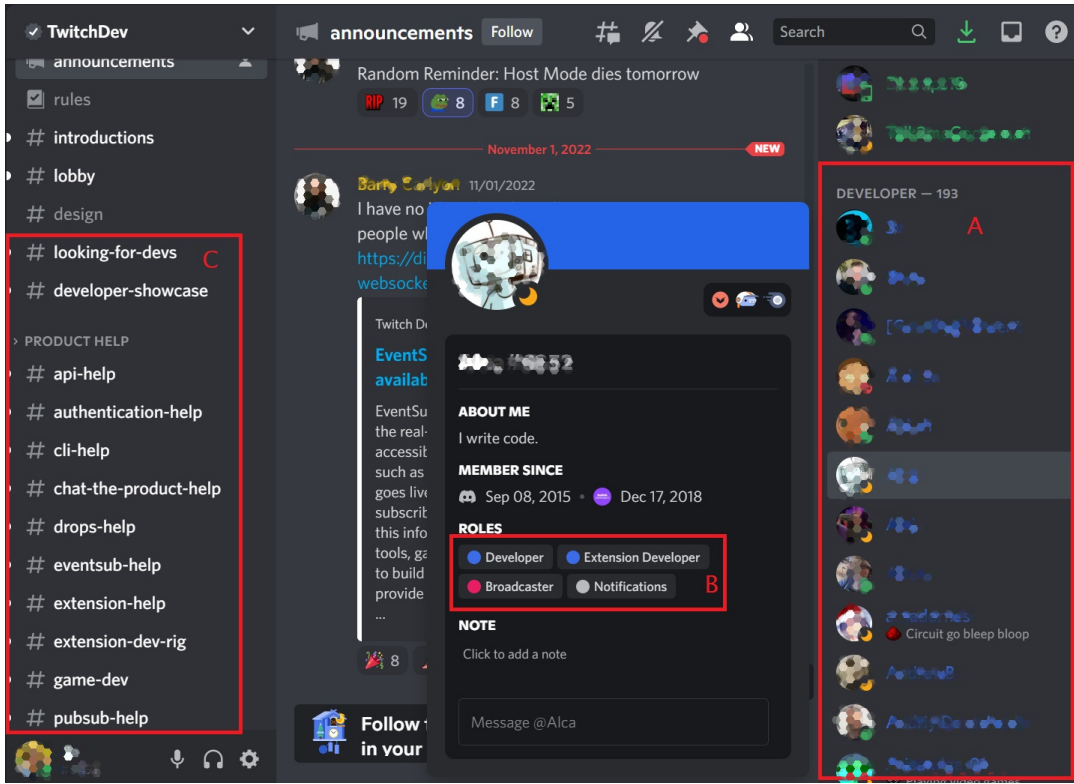 TwitchDev
announcements
rules
introductions
lobby
design
looking-for-devs
C
developer-showcase
PRODUCT HELP
api-help
authentication-help
cli-help
chat-the-product-help
drops-help
eventsub-help
extension-help
extension-dev-rig
game-dev
pubsub-help
announcements
Follow
Search
Random Reminder: Host Mode dies tomorrow
RIP 19
8
F 8
5
November 1, 2022
NEW
Barry Carlyon 11/01/2022
I have no
people wh
https://di
websocke
Twitch De
EventS
availab
EventSu
the real-
accessib
such as
goes live
subscrib
this info
tools, ga
to build
provide
...
8
Follow
in your
ABOUT ME
I write code.
MEMBER SINCE
Sep 08, 2015 • Dec 17, 2018
ROLES
Developer
Extension Developer
Broadcaster
Notifications
B
NOTE
Click to add a note
Message @Alca
DEVELOPER — 193
A
Circuit go bleep bloop
Playing video games